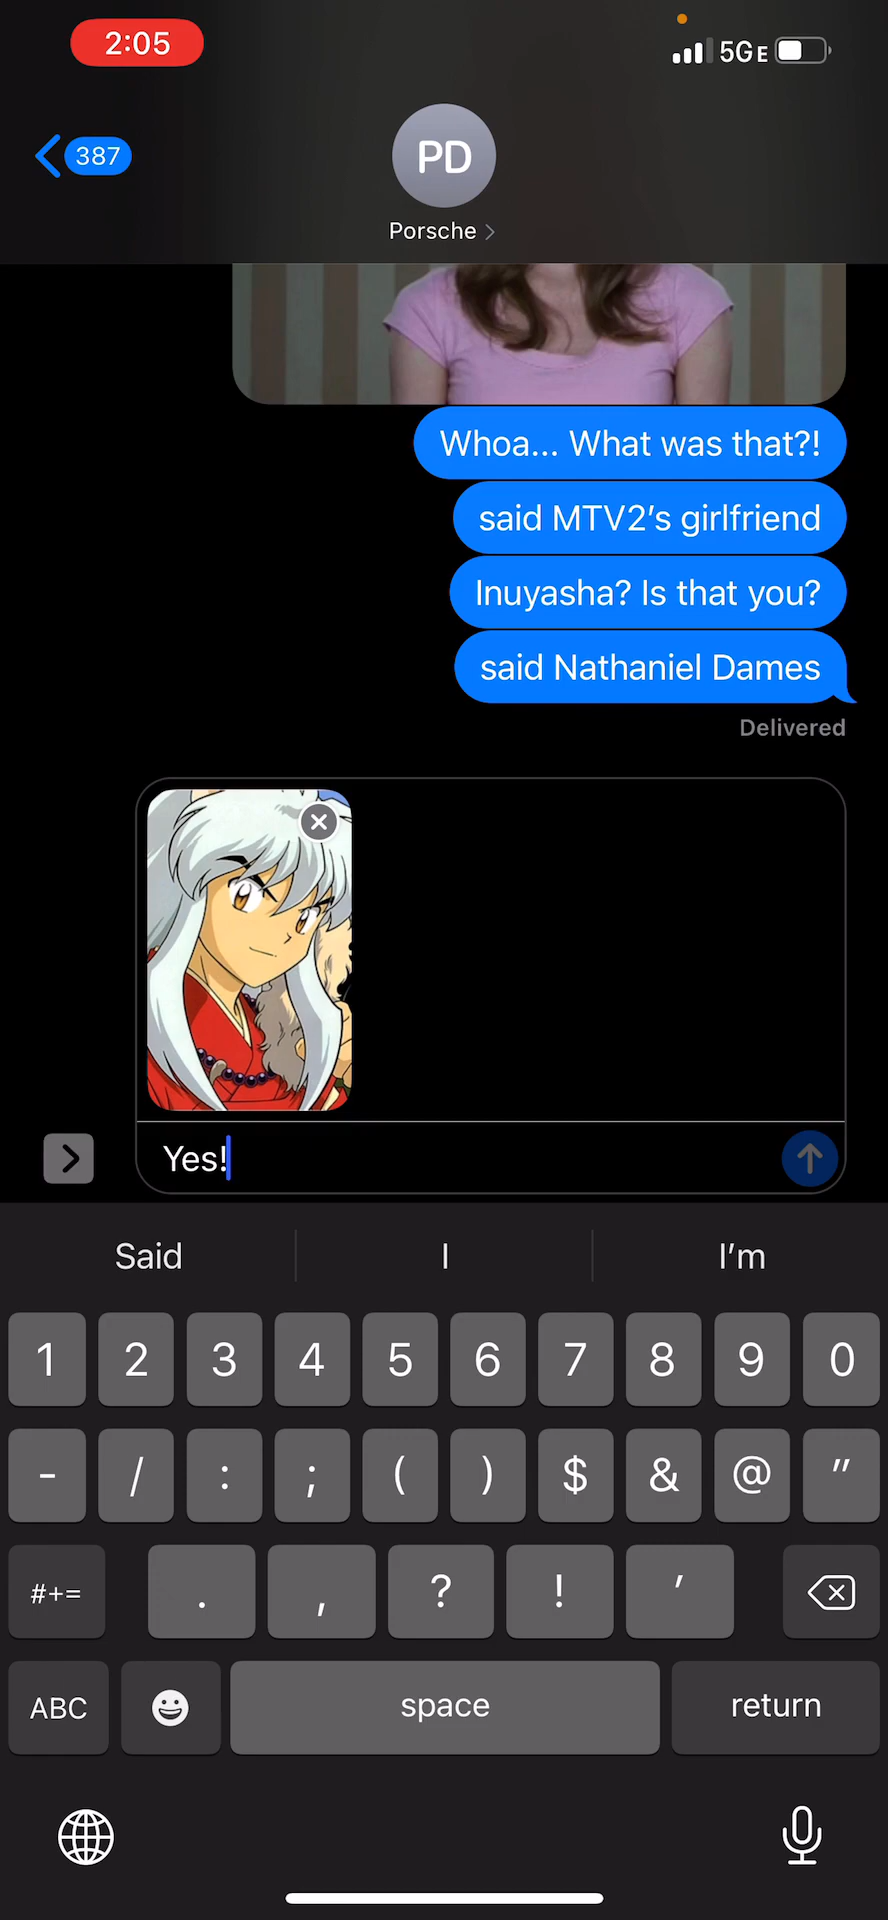 2:05
5GE
387
PD
Porsche
Whoa... What was that?!
said MTV2’s girlfriend
Inuyasha? Is that you?
said Nathaniel Dames
Delivered
Yes!
Said I I’m
1 2 3 4 5 6 7 8 9 0
- / : ; ( ) $ & @ "
#+= . , ? ! '
ABC space return